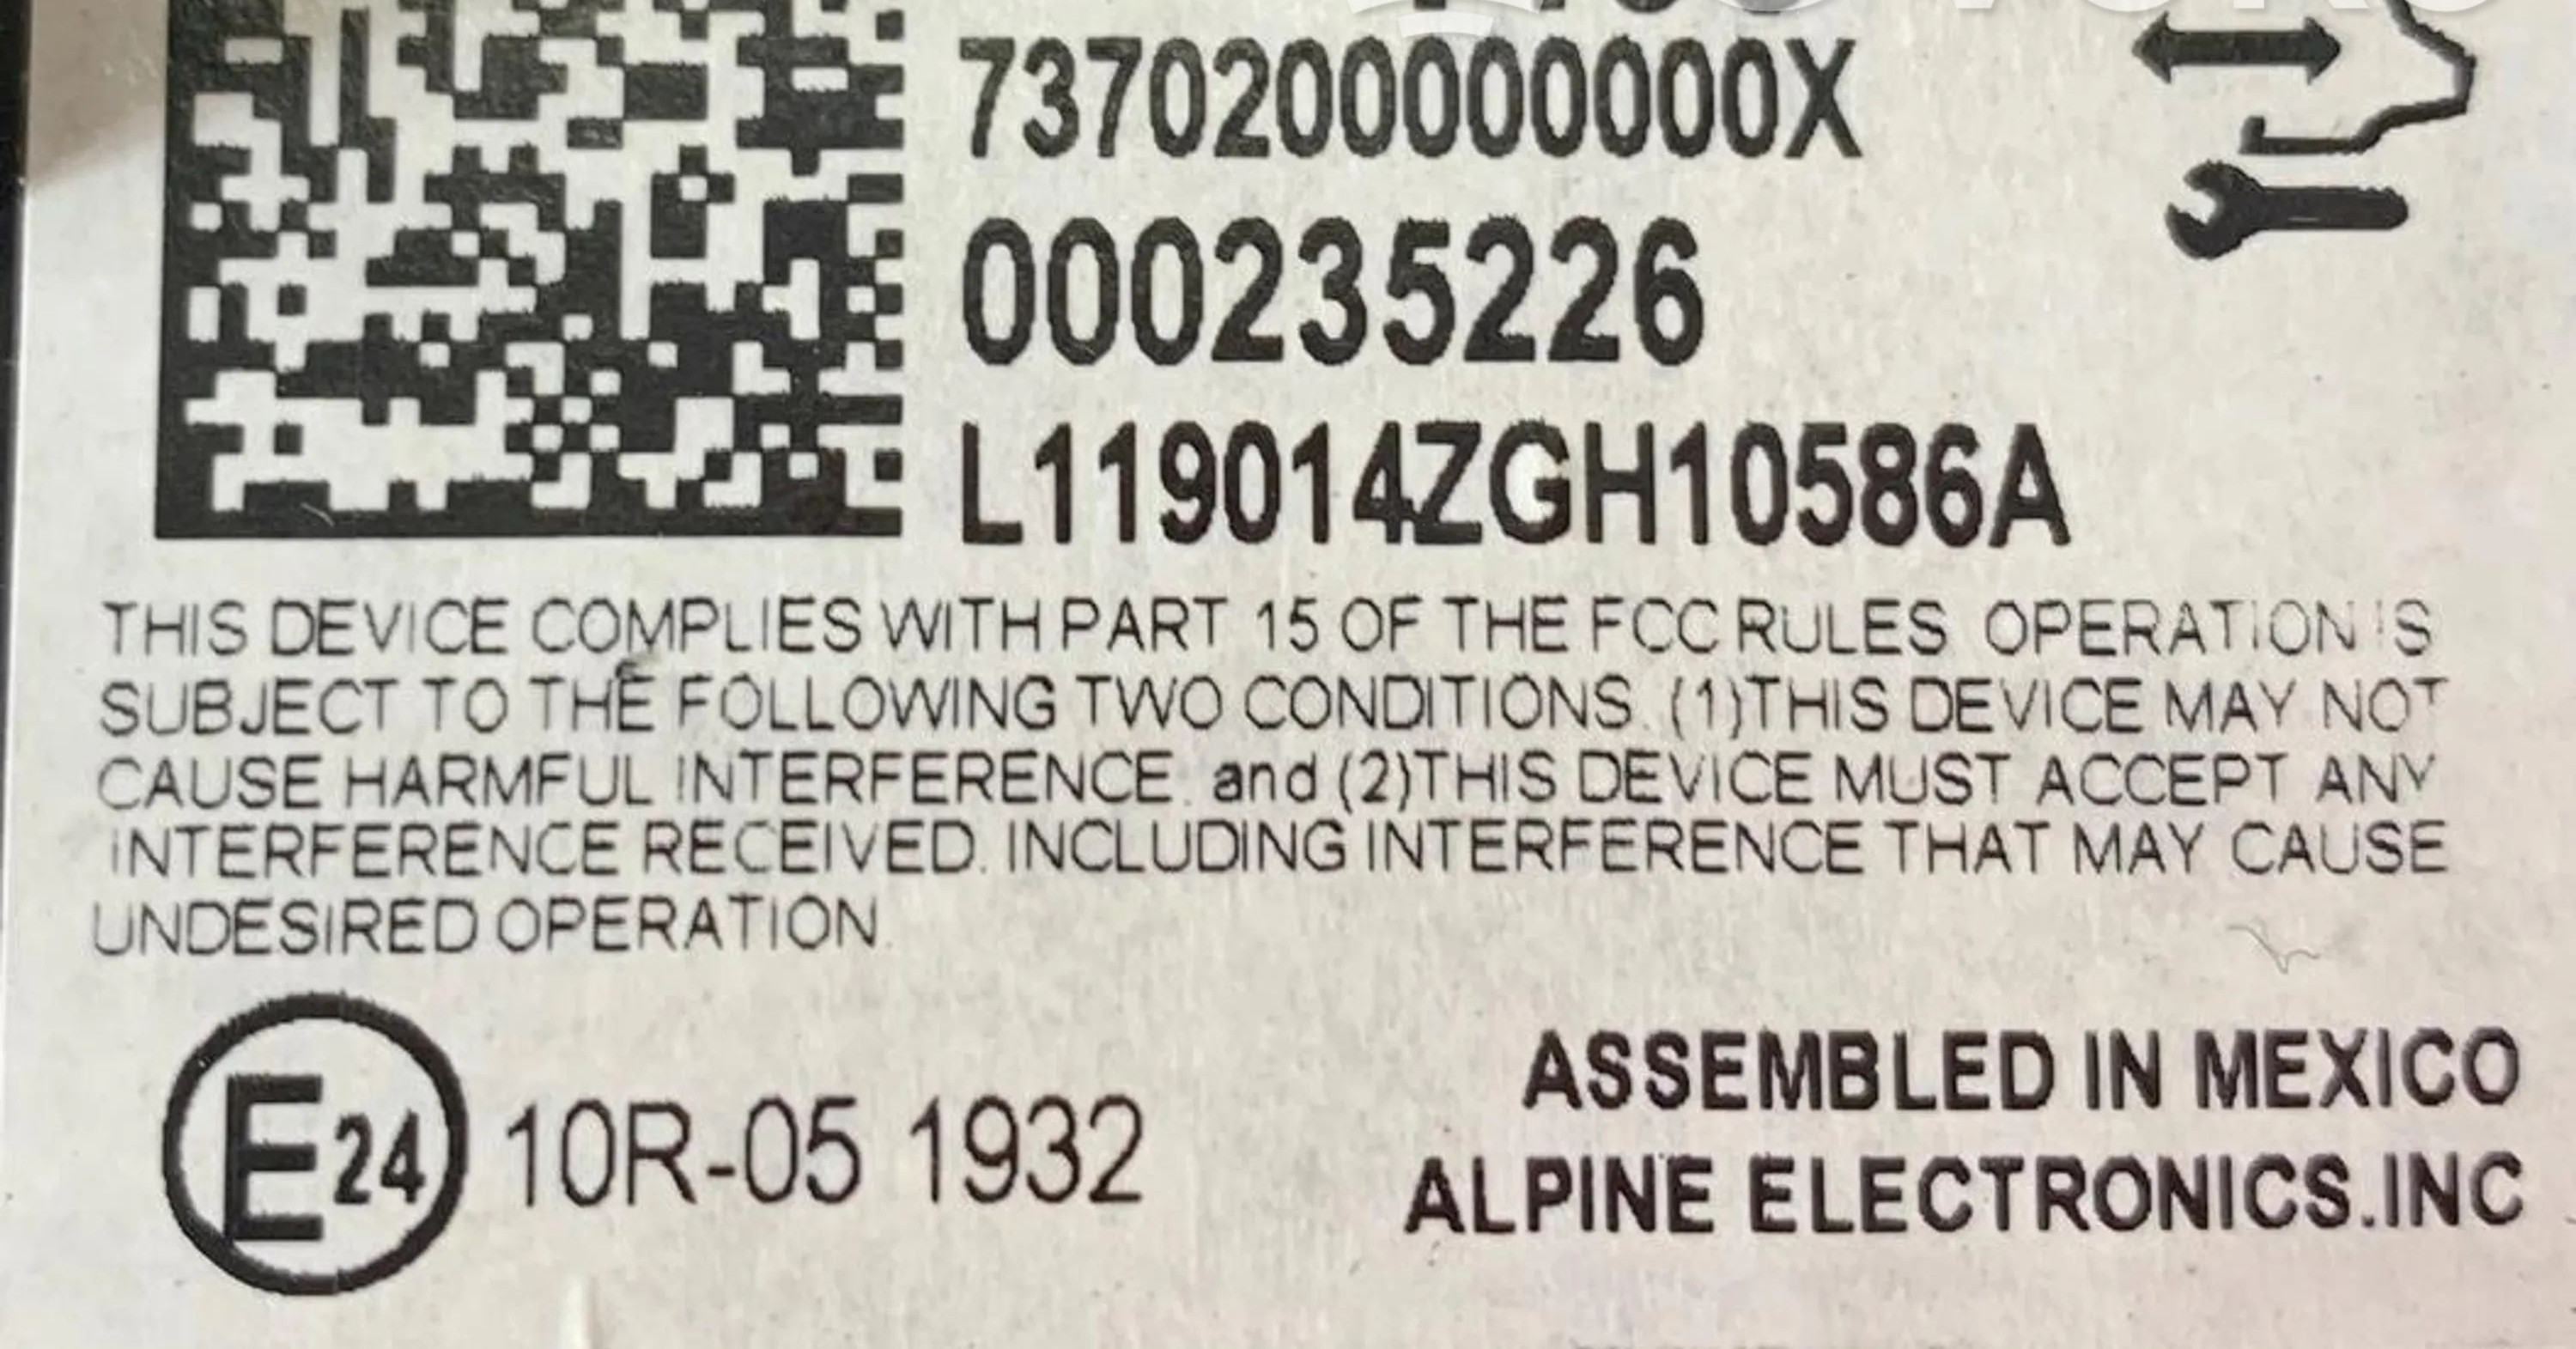 7370200000000X
000235226
L119014ZGH10586A
THIS DEVICE COMPLIES WITH PART 15 OF THE FCC RULES OPERATION IS
SUBJECT TO THE FOLLOWING TWO CONDITIONS. (1)THIS DEVICE MAY NOT
CAUSE HARMFUL INTERFERENCE. and (2)THIS DEVICE MUST ACCEPT ANY
INTERFERENCE RECEIVED. INCLUDING INTERFERENCE THAT MAY CAUSE
UNDESIRED OPERATION.
E24 10R-05 1932
ASSEMBLED IN MEXICO
ALPINE ELECTRONICS.INC